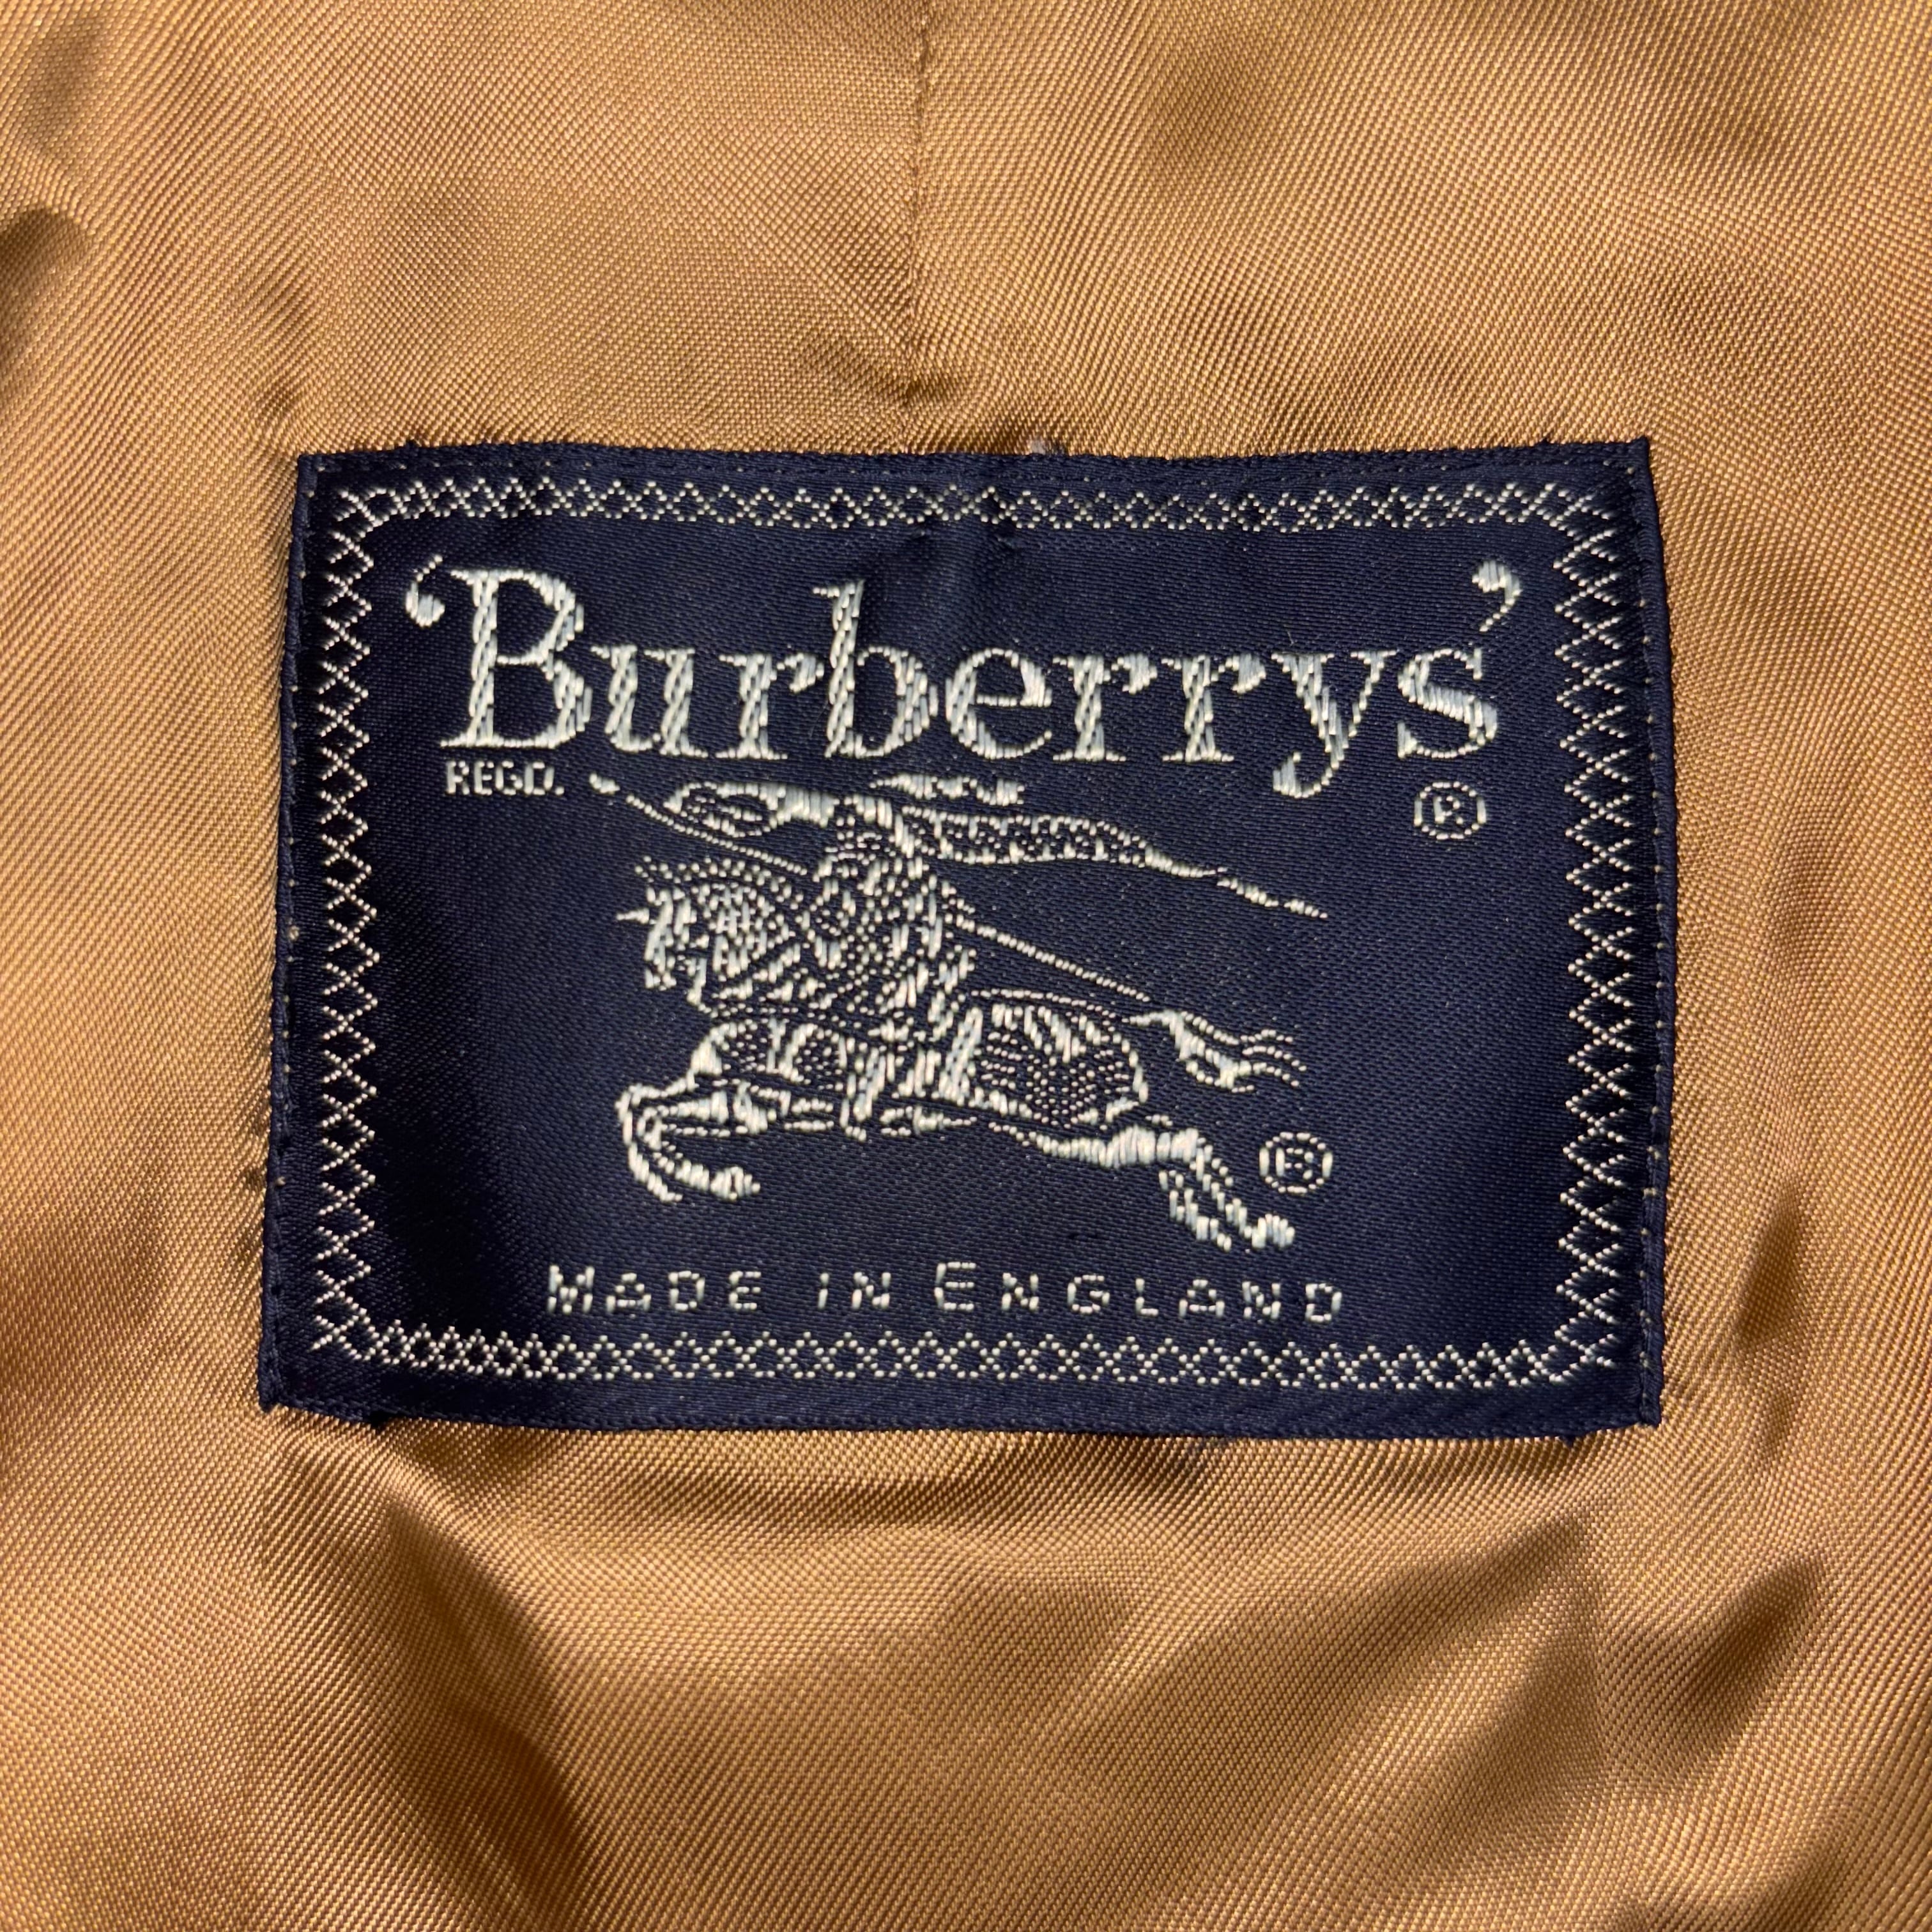 ‘Burberrys’
REGD. ®
®
MADE IN ENGLAND